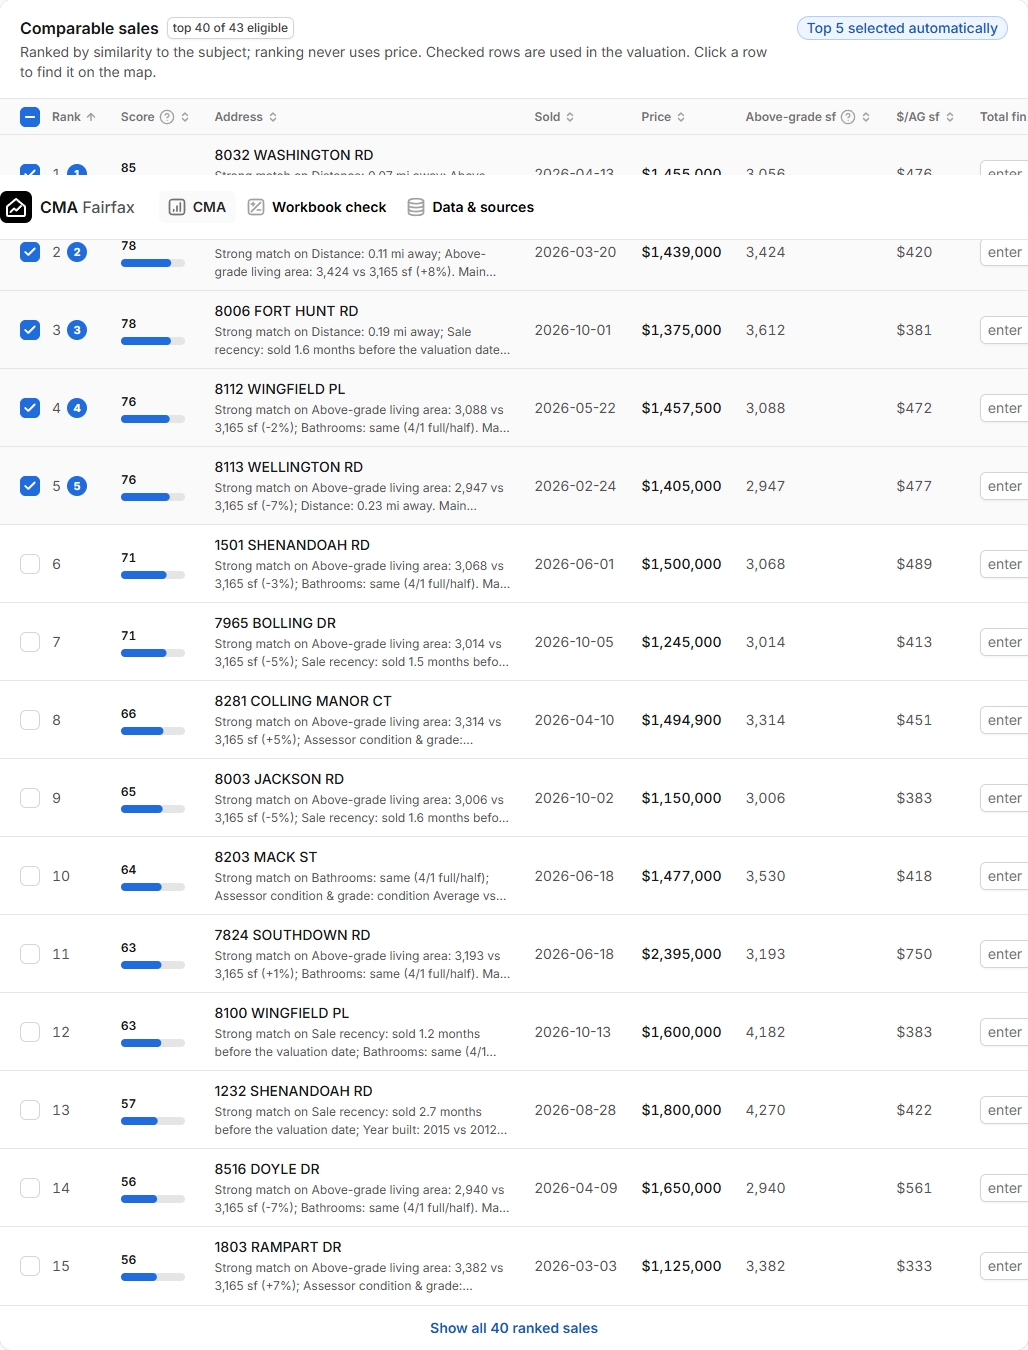 Comparable sales top 40 of 43 eligible Top 5 selected automatically
Ranked by similarity to the subject; ranking never uses price. Checked rows are used in the valuation. Click a row
to find it on the map.
Rank Score Address Sold Price Above-grade sf $/AG sf Total fin
8032 WASHINGTON RD
85
1 1 2026-04-13 $1,455,000 3,056 $476 enter
Strong match on Distance: 0.07 mi away; Above-
CMA Fairfax CMA Workbook check Data & sources
78
2 2 2026-03-20 $1,439,000 3,424 $420 enter
Strong match on Distance: 0.11 mi away; Above-
grade living area: 3,424 vs 3,165 sf (+8%). Main...
8006 FORT HUNT RD
78
3 3 2026-10-01 $1,375,000 3,612 $381 enter
Strong match on Distance: 0.19 mi away; Sale
recency: sold 1.6 months before the valuation date...
8112 WINGFIELD PL
76
4 4 2026-05-22 $1,457,500 3,088 $472 enter
Strong match on Above-grade living area: 3,088 vs
3,165 sf (-2%); Bathrooms: same (4/1 full/half). Ma...
8113 WELLINGTON RD
76
5 5 2026-02-24 $1,405,000 2,947 $477 enter
Strong match on Above-grade living area: 2,947 vs
3,165 sf (-7%); Distance: 0.23 mi away. Main...
1501 SHENANDOAH RD
71
6 2026-06-01 $1,500,000 3,068 $489 enter
Strong match on Above-grade living area: 3,068 vs
3,165 sf (-3%); Bathrooms: same (4/1 full/half). Ma...
7965 BOLLING DR
71
7 2026-10-05 $1,245,000 3,014 $413 enter
Strong match on Above-grade living area: 3,014 vs
3,165 sf (-5%); Sale recency: sold 1.5 months befo...
8281 COLLING MANOR CT
66
8 2026-04-10 $1,494,900 3,314 $451 enter
Strong match on Above-grade living area: 3,314 vs
3,165 sf (+5%); Assessor condition & grade:...
8003 JACKSON RD
65
9 2026-10-02 $1,150,000 3,006 $383 enter
Strong match on Above-grade living area: 3,006 vs
3,165 sf (-5%); Sale recency: sold 1.6 months befo...
8203 MACK ST
64
10 2026-06-18 $1,477,000 3,530 $418 enter
Strong match on Bathrooms: same (4/1 full/half);
Assessor condition & grade: condition Average vs...
7824 SOUTHDOWN RD
63
11 2026-06-18 $2,395,000 3,193 $750 enter
Strong match on Above-grade living area: 3,193 vs
3,165 sf (+1%); Bathrooms: same (4/1 full/half). Ma...
8100 WINGFIELD PL
63
12 2026-10-13 $1,600,000 4,182 $383 enter
Strong match on Sale recency: sold 1.2 months
before the valuation date; Bathrooms: same (4/1...
1232 SHENANDOAH RD
57
13 2026-08-28 $1,800,000 4,270 $422 enter
Strong match on Sale recency: sold 2.7 months
before the valuation date; Year built: 2015 vs 2012...
8516 DOYLE DR
56
14 2026-04-09 $1,650,000 2,940 $561 enter
Strong match on Above-grade living area: 2,940 vs
3,165 sf (-7%); Bathrooms: same (4/1 full/half). Ma...
1803 RAMPART DR
56
15 2026-03-03 $1,125,000 3,382 $333 enter
Strong match on Above-grade living area: 3,382 vs
3,165 sf (+7%); Assessor condition & grade:...
Show all 40 ranked sales